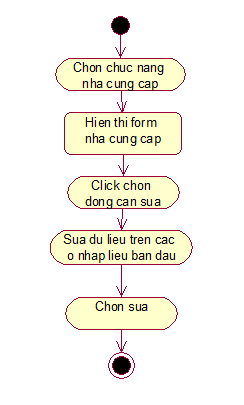 Chon chuc nang
nha cung cap
Hien thi form
nha cung cap
Click chon
dong can sua
Sua du lieu tren cac
o nhap lieu ban dau
Chon sua